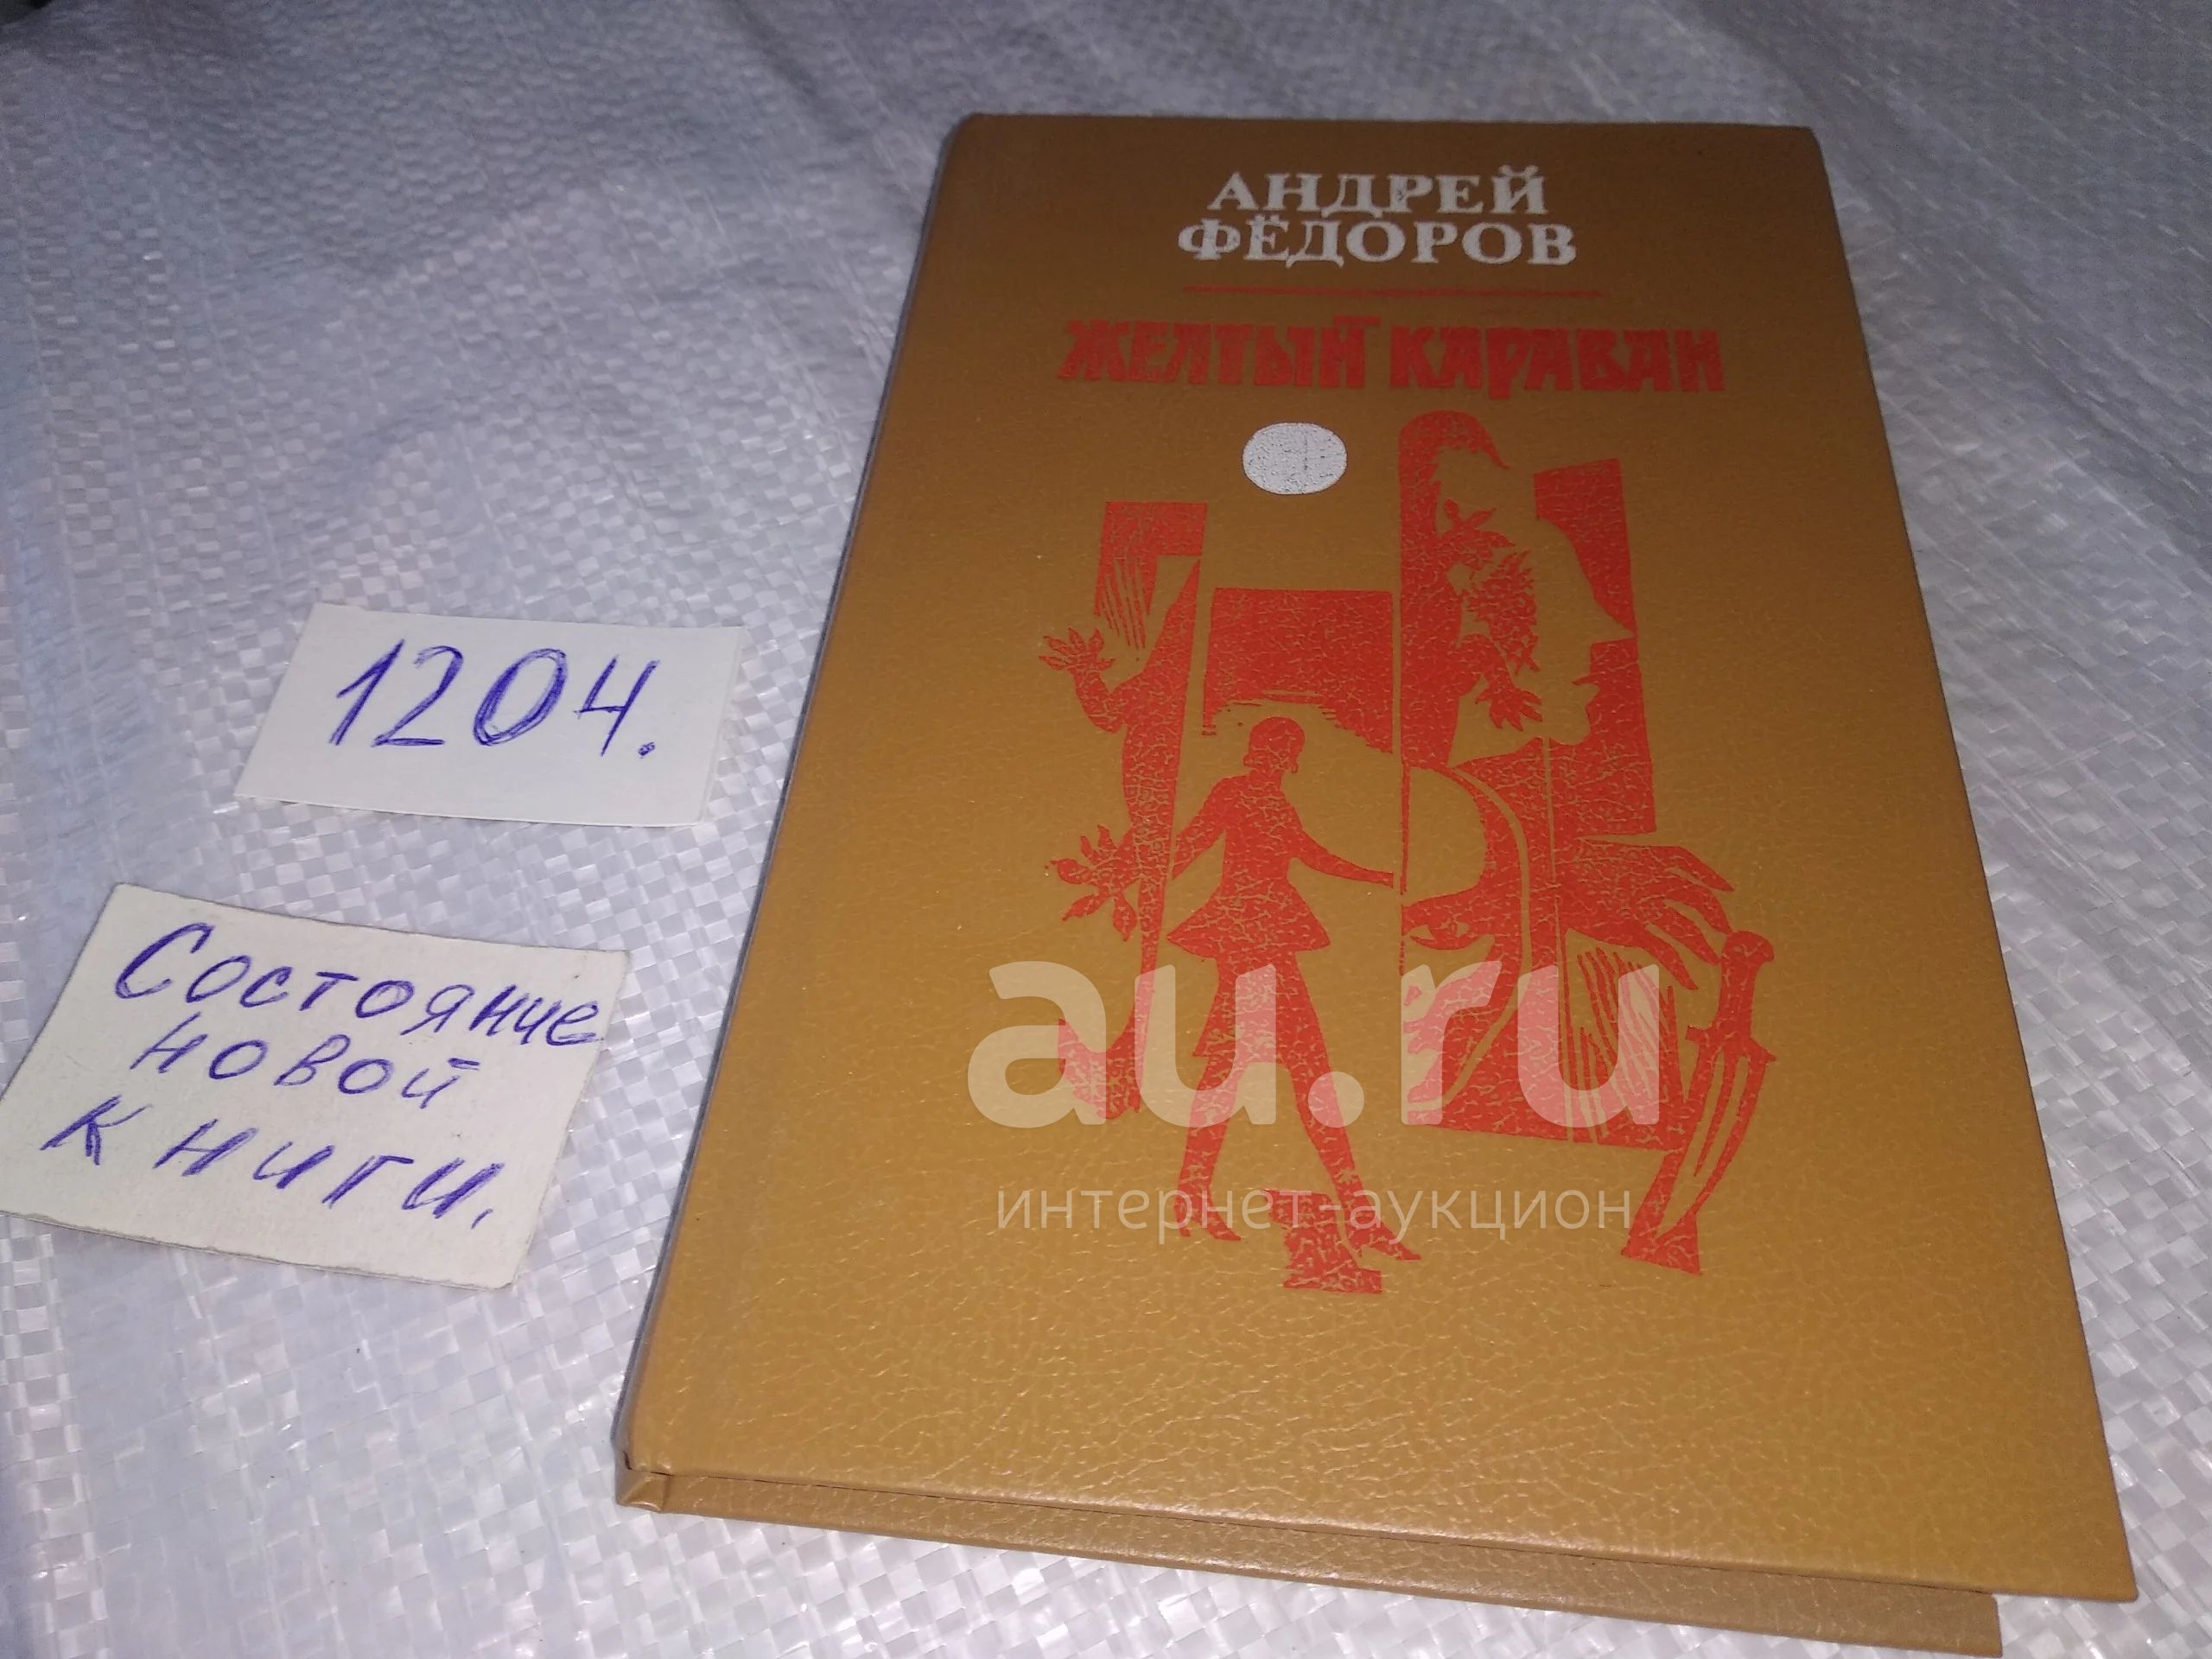 АНДРЕЙ
ФЁДОРОВ
ЖЕЛТЫЙ КАРАВАН
1204.
Состояние
новой
книги.
au.ru
интернет-аукцион